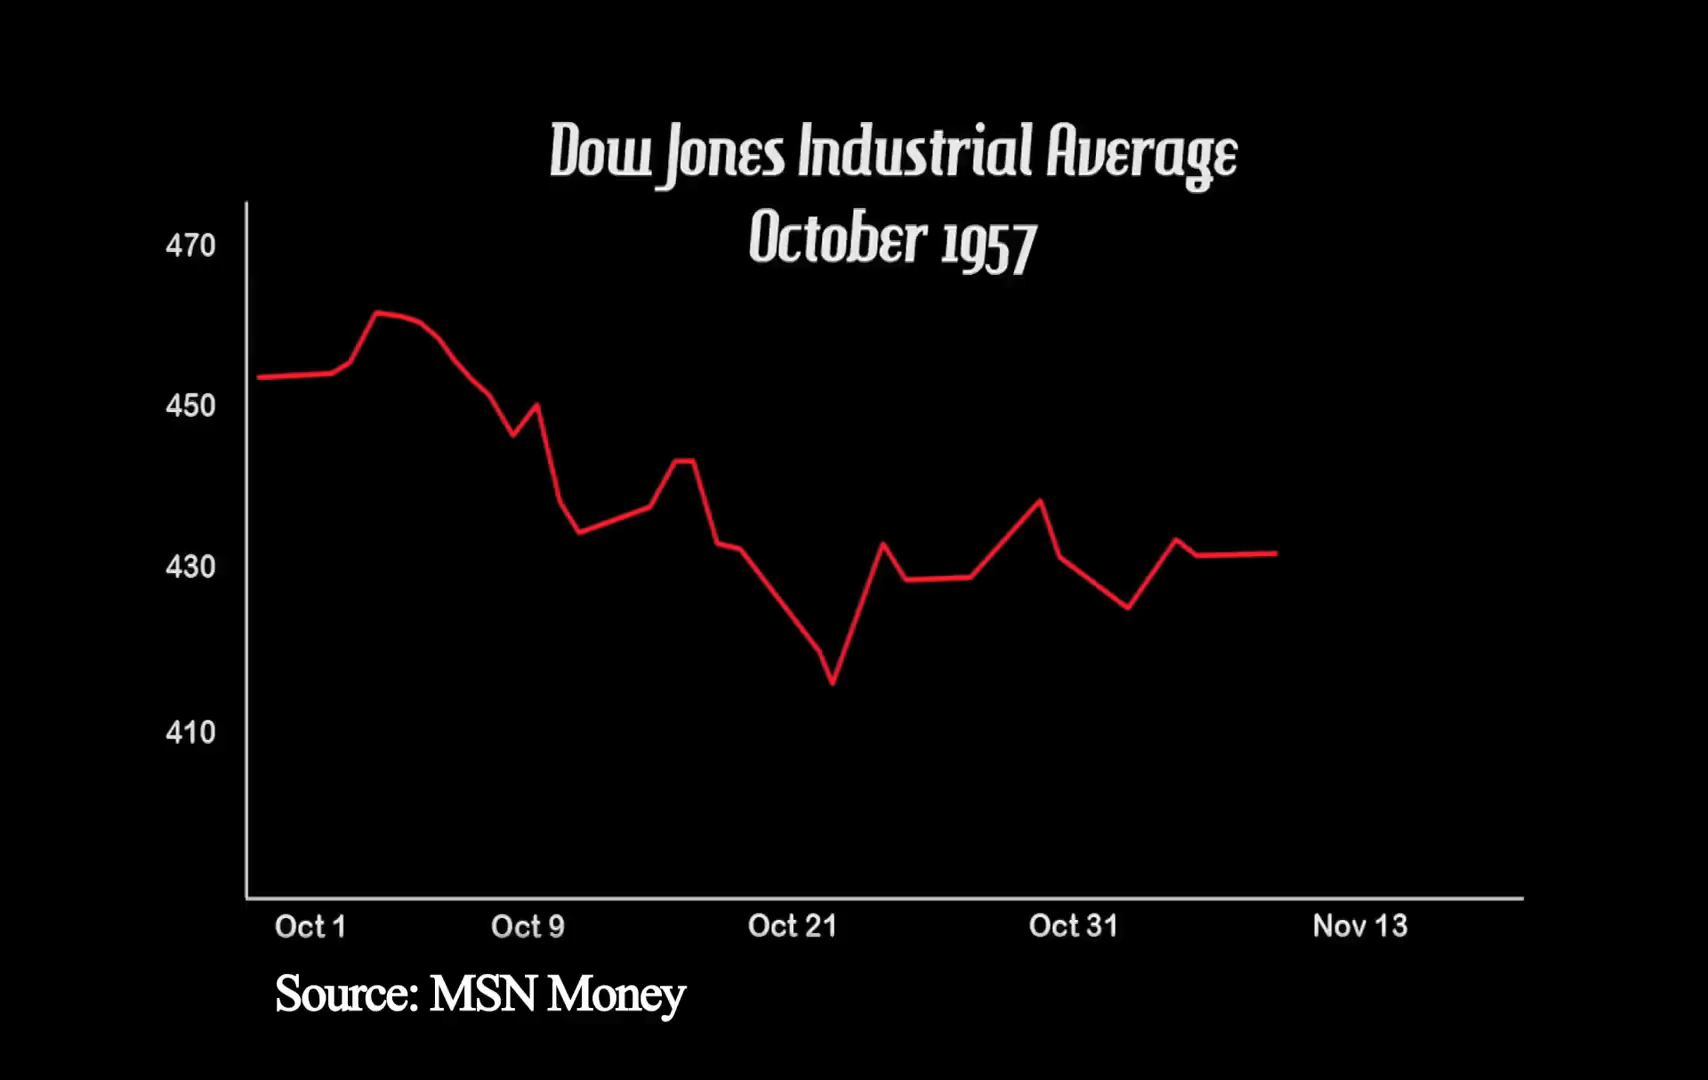 Dow Jones Industrial Average
October 1957
470
450
430
410
Oct 1 Oct 9 Oct 21 Oct 31 Nov 13
Source: MSN Money